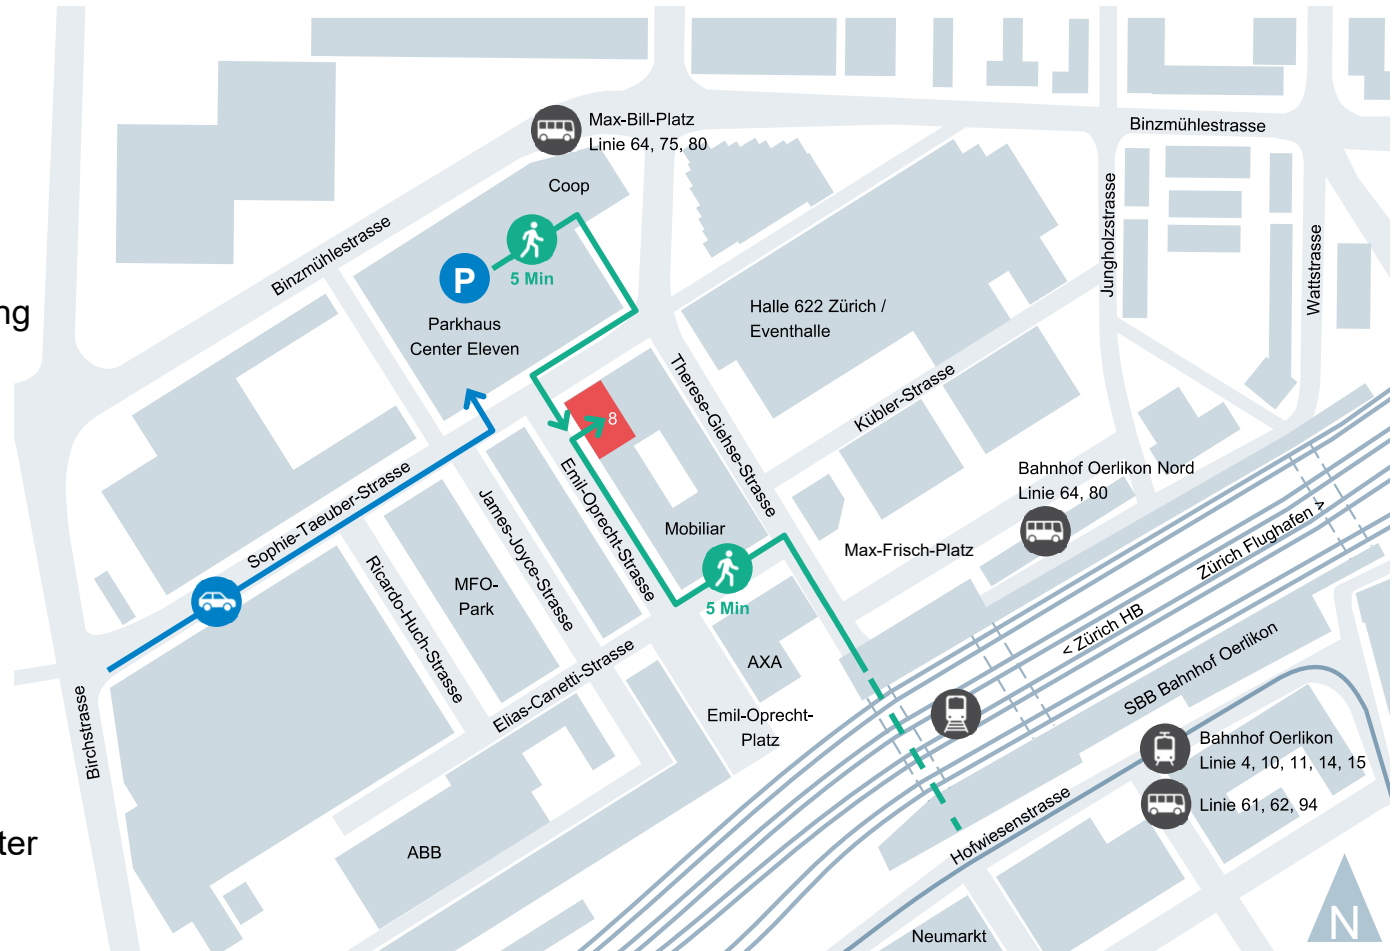 Max-Bill-Platz
Linie 64, 75, 80
Binzmühlestrasse
Coop
Binzmühlestrasse
Jungholzstrasse
Wattstrasse
5 Min
P
ng
Parkhaus
Center Eleven
Halle 622 Zürich /
Eventhalle
Therese-Giehse-Strasse
Kübler-Strasse
8
Sophie-Taeuber-Strasse
James-Joyce-Strasse
Emil-Oprecht-Strasse
Bahnhof Oerlikon Nord
Linie 64, 80
Mobiliar
Max-Frisch-Platz
Zürich Flughafen >
Ricardo-Huch-Strasse
MFO-
Park
5 Min
< Zürich HB
AXA
SBB Bahnhof Oerlikon
Elias-Canetti-Strasse
Birchstrasse
Emil-Oprecht-
Platz
Bahnhof Oerlikon
Linie 4, 10, 11, 14, 15
Linie 61, 62, 94
Hofwiesenstrasse
ter
ABB
Neumarkt
N